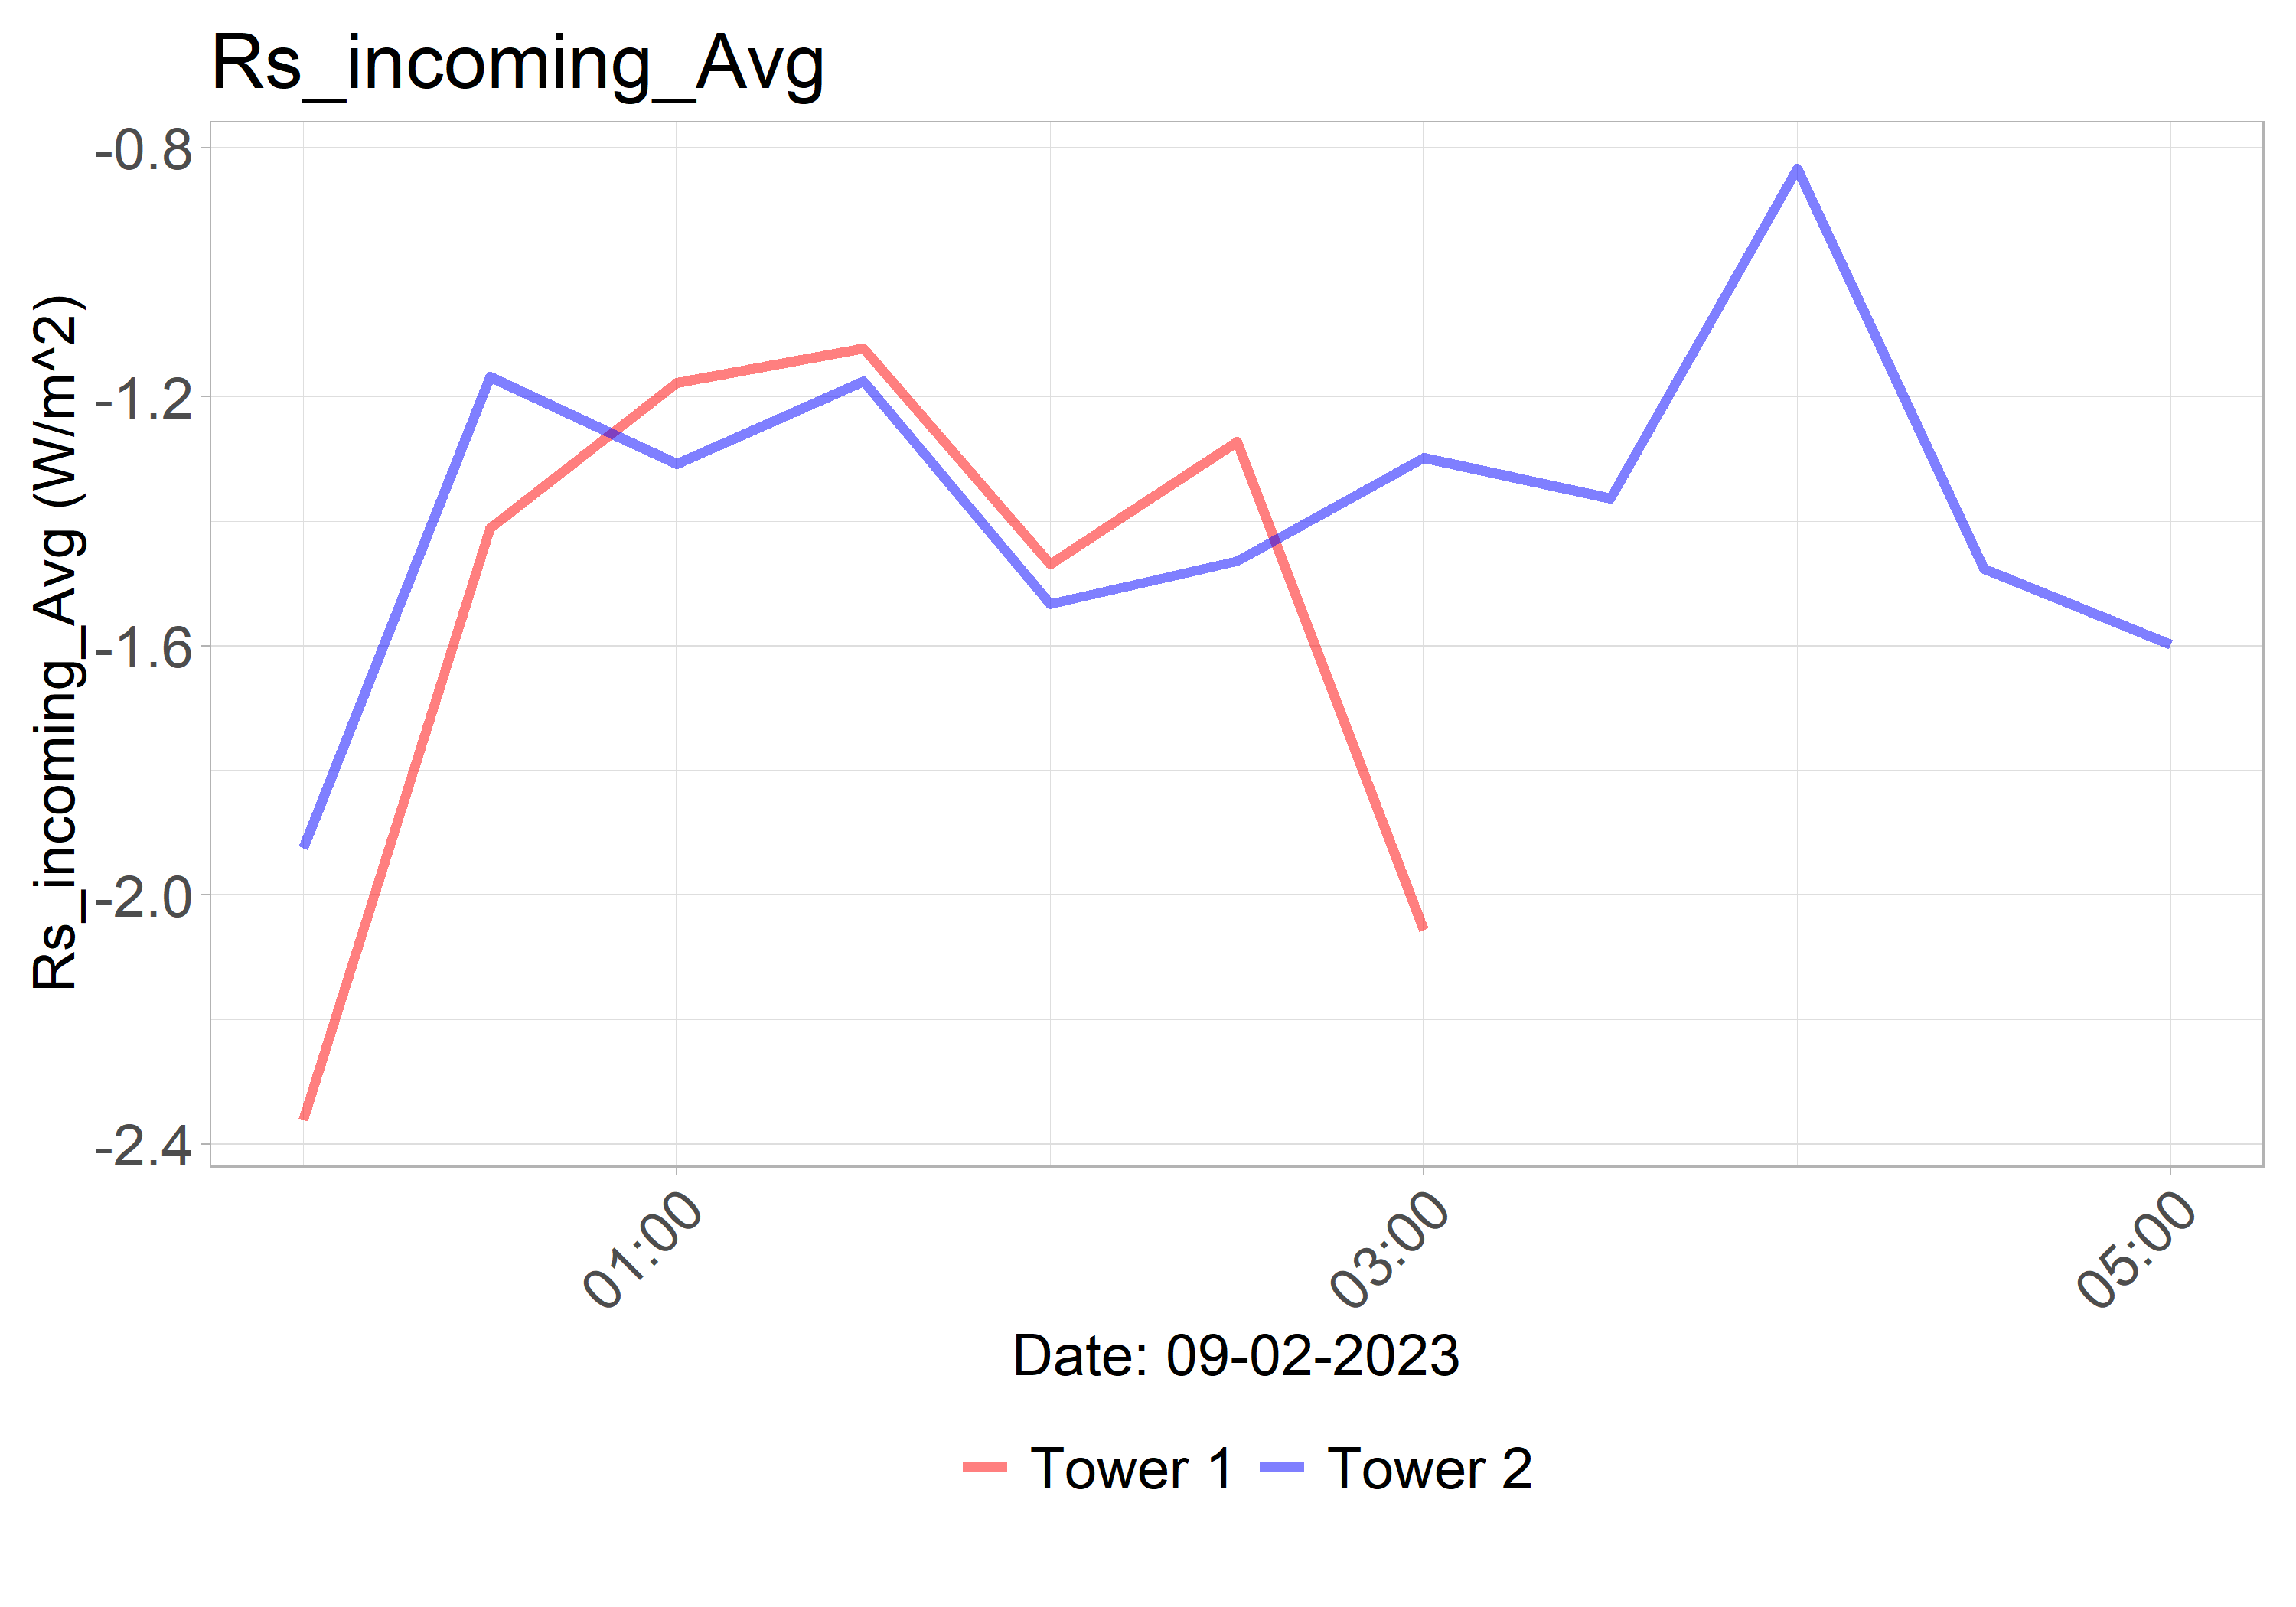 Rs_incoming_Avg
Rs_incoming_Avg (W/m^2)
-0.8
-1.2
-1.6
-2.0
-2.4
01:00
03:00
05:00
Date: 09-02-2023
Tower 1
Tower 2